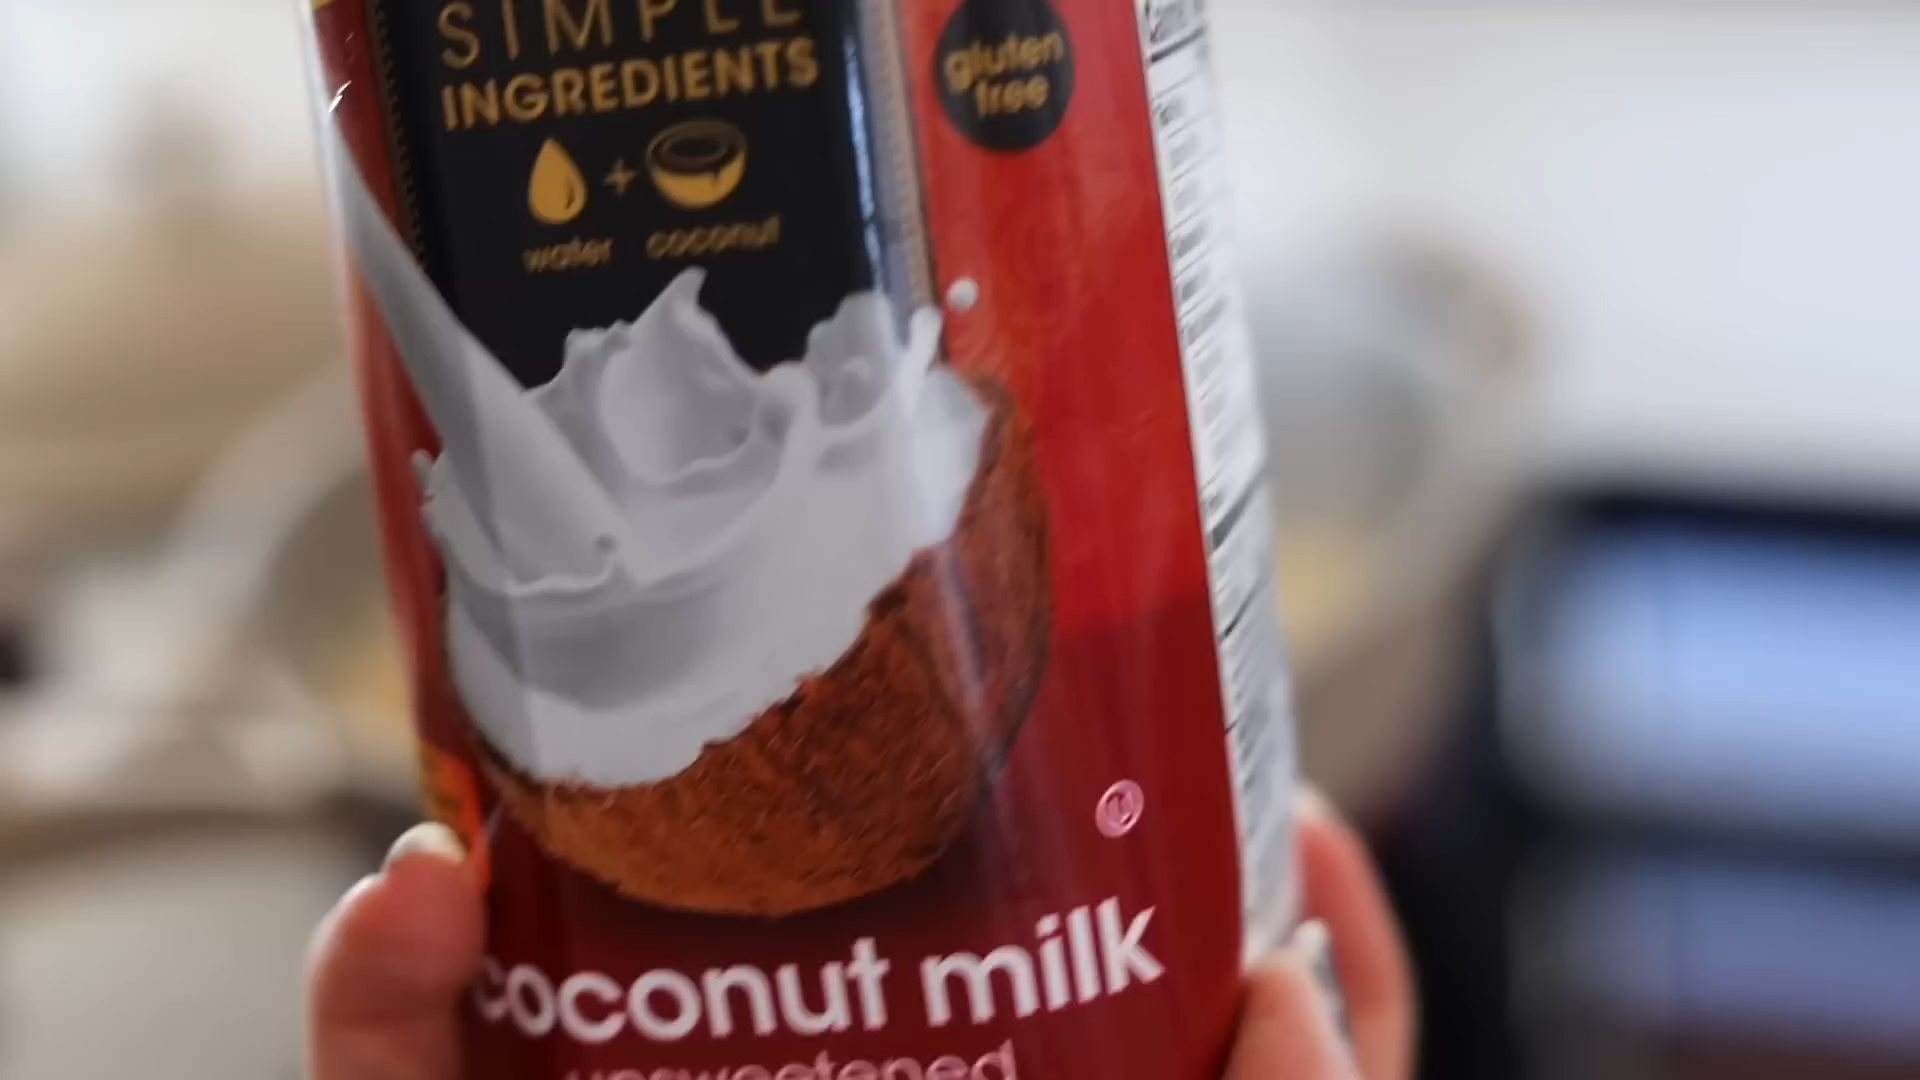 SIMPLE
INGREDIENTS
gluten
free
+
water coconut
U
coconut milk
unsweetened